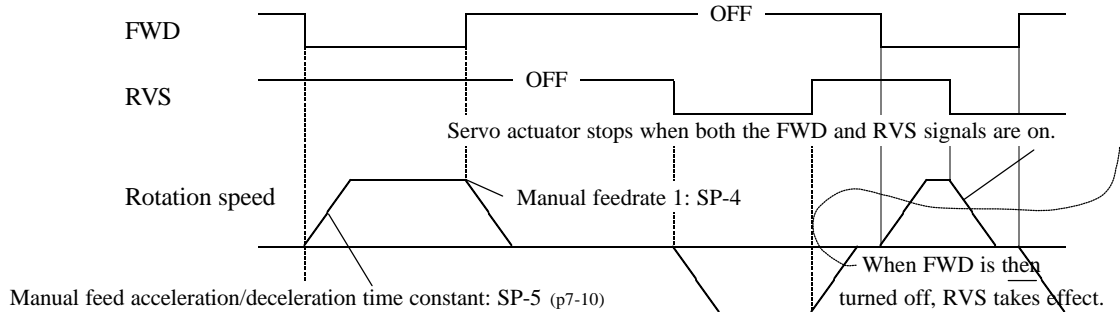 OFF
FWD
OFF
RVS
Servo actuator stops when both the FWD and RVS signals are on.
Rotation speed
Manual feedrate 1: SP-4
When FWD is then
turned off, RVS takes effect.
Manual feed acceleration/deceleration time constant: SP-5 (p7-10)